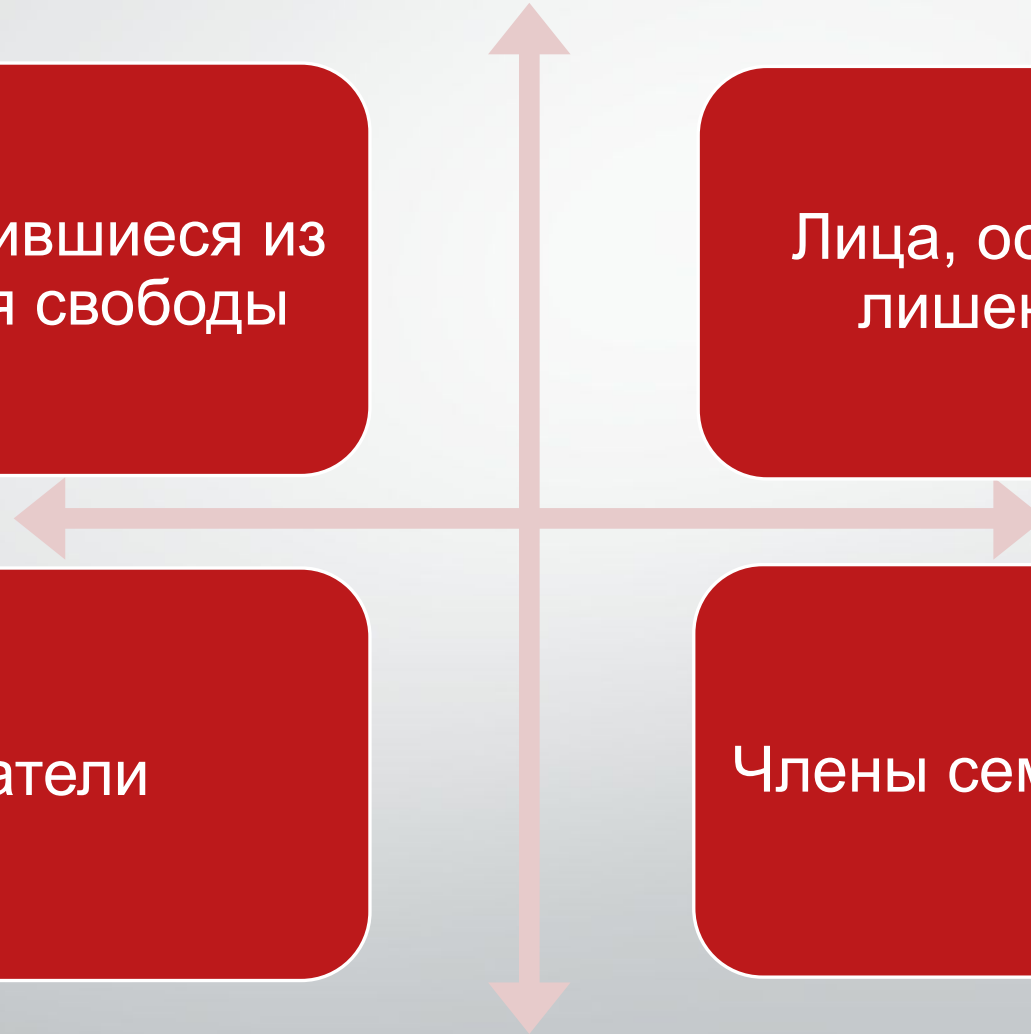 ившиеся из
я свободы
Лица, ос
лишен
атели
Члены сем